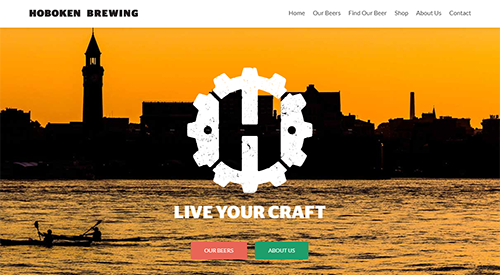 HOBOKEN BREWING
Home Our Beers Find Our Beer Shop About Us Contact
H
LIVE YOUR CRAFT
OUR BEERS ABOUT US